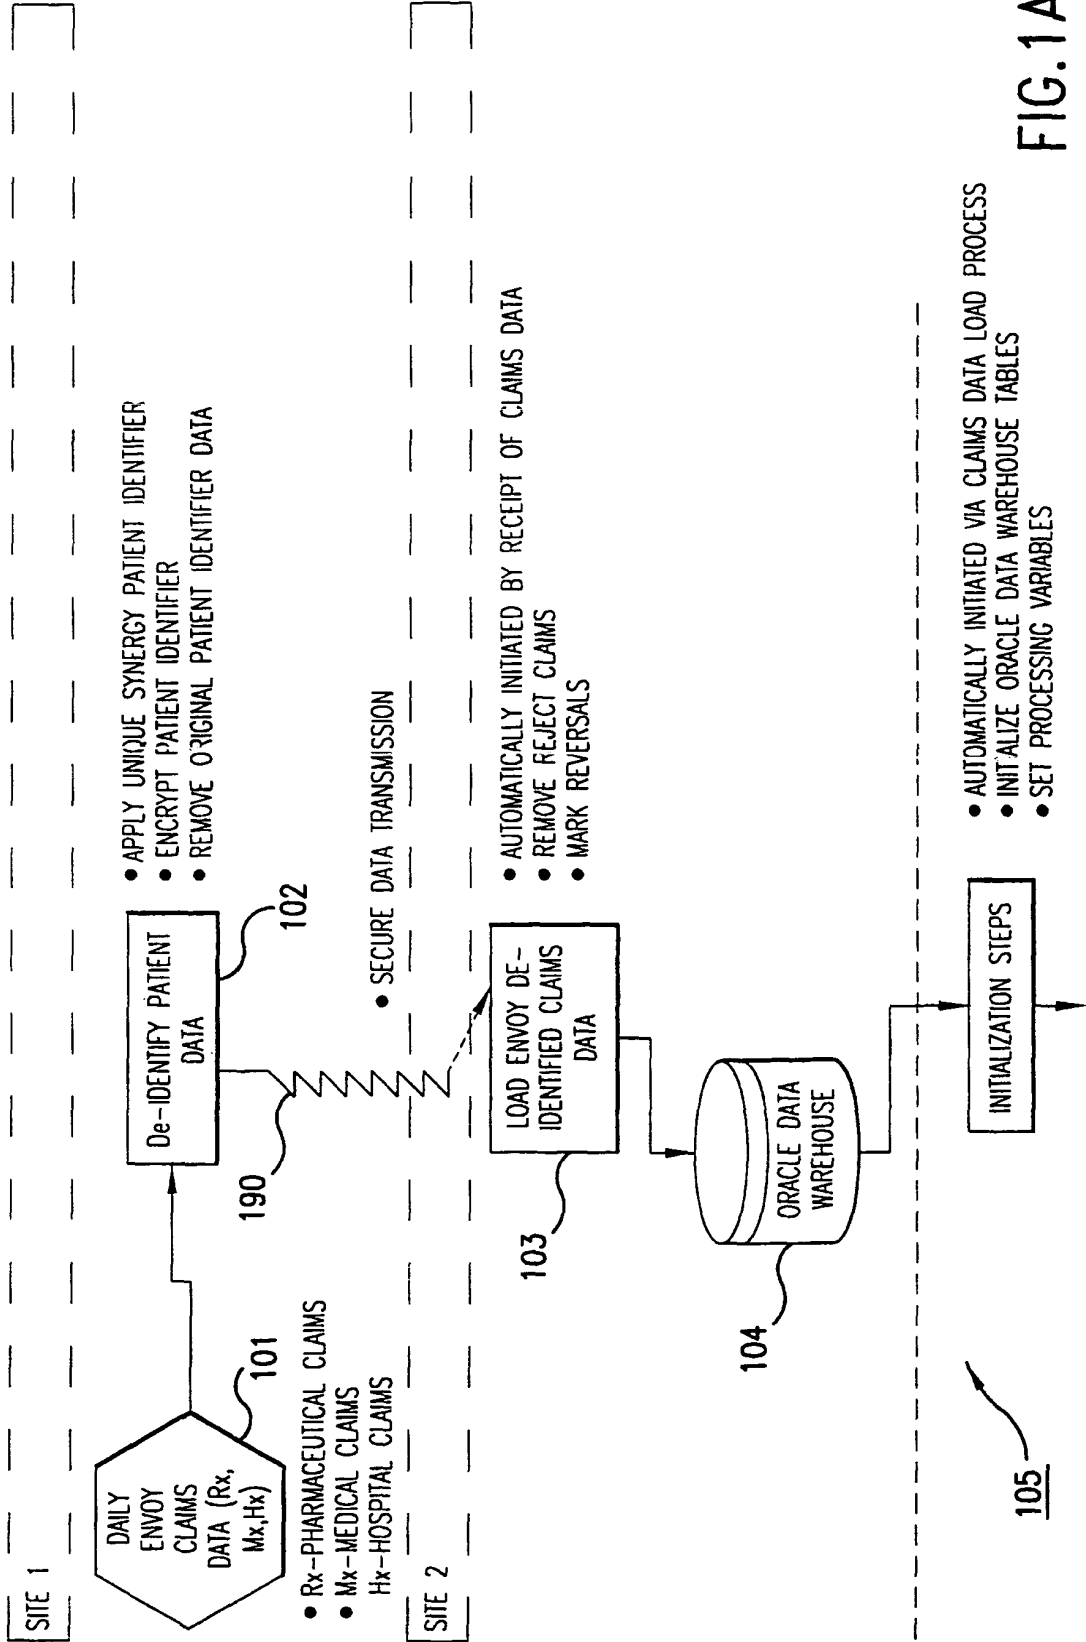 SITE 1
DAILY
ENVOY
CLAIMS
DATA (Rx,
Mx,Hx)
101
● Rx-PHARMACEUTICAL CLAIMS
● Mx-MEDICAL CLAIMS
Hx-HOSPITAL CLAIMS
De-IDENTIFY PATIENT
DATA
102
● APPLY UNIQUE SYNERGY PATIENT IDENTIFIER
● ENCRYPT PATIENT IDENTIFIER
● REMOVE ORIGINAL PATIENT IDENTIFIER DATA
190
● SECURE DATA TRANSMISSION
SITE 2
LOAD ENVOY DE-
IDENTIFIED CLAIMS
DATA
103
● AUTOMATICALLY INITIATED BY RECEIPT OF CLAIMS DATA
● REMOVE REJECT CLAIMS
● MARK REVERSALS
ORACLE DATA
WAREHOUSE
104
105
INITIALIZATION STEPS
● AUTOMATICALLY INITIATED VIA CLAIMS DATA LOAD PROCESS
● INITIALIZE ORACLE DATA WAREHOUSE TABLES
● SET PROCESSING VARIABLES
FIG.1A